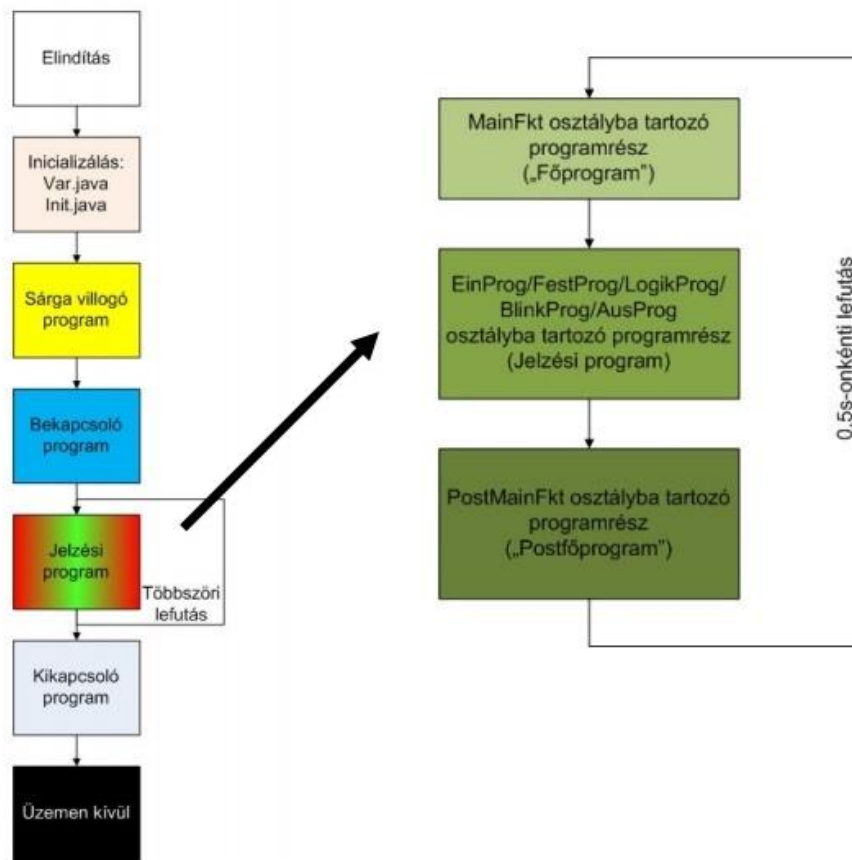 Elindítás
Inicializálás:
Var.java
Init.java
Sárga villogó
program
Bekapcsoló
program
Jelzési
program
Többszöri
lefutás
Kikapcsoló
program
Üzemen kívül
MainFkt osztályba tartozó
programrész
(„Főprogram”)
EinProg/FestProg/LogikProg/
BlinkProg/AusProg
osztályba tartozó programrész
(Jelzési program)
PostMainFkt osztályba tartozó
programrész
(„Postfőprogram”)
0,5s-onkénti lefutás